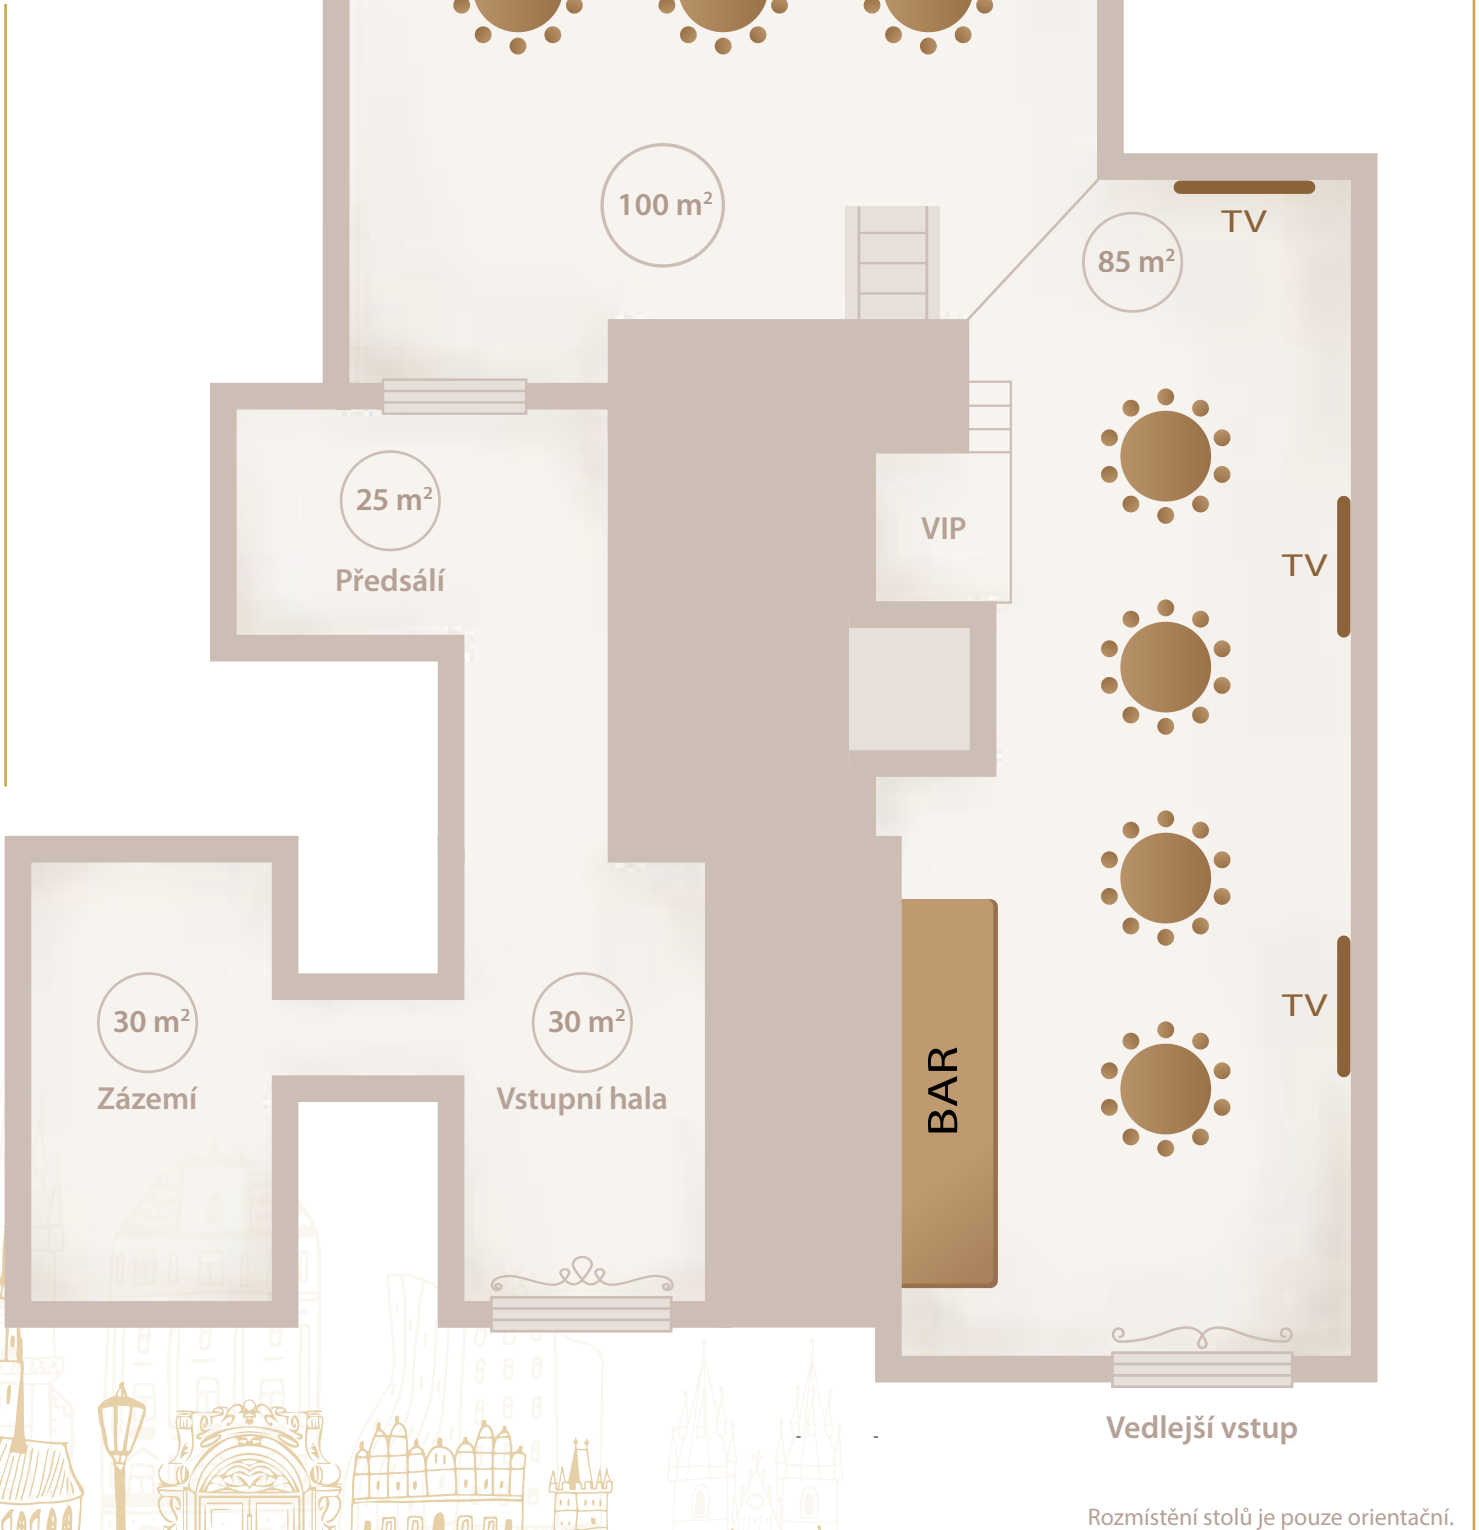 100 m²
TV
85 m²
25 m²
Předsálí
VIP
TV
30 m²
Zázemí
30 m²
Vstupní hala
BAR
TV
Vedlejší vstup
Rozmístění stolů je pouze orientační.